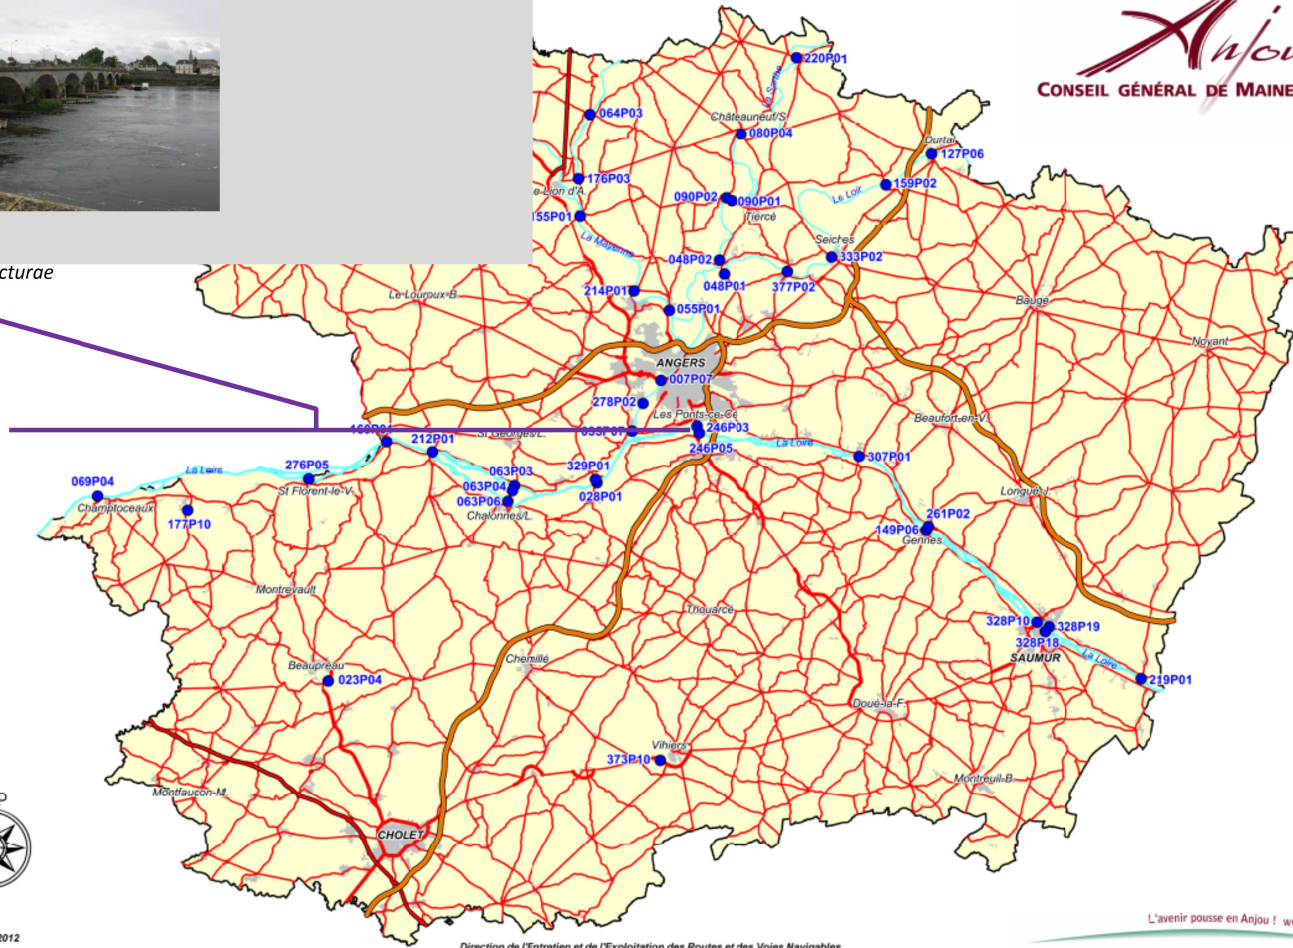 Anjou
CONSEIL GÉNÉRAL DE MAINE
220P01
La Sarthe
064P03
Châteauneuf/S
080P04
Durtal
127P06
176P03
159P02
e-Lion d'A.
090P02
090P01
Le Loir
Tiercé
155P01
La Mayenne
Seiches
048P02
333P02
cturae
048P01
377P02
214P01
Le Louroux B.
055P01
Baugé
Noyant
ANGERS
007P07
278P02
Les Ponts-ce-Cé
Beaufort-en-V.
246P03
St Georges/L.
212P01
La Loire
246P05
307P01
276P05
La Loire
329P01
063P03
069P04
063P04
028P01
St Florent-le-V.
Longué J.
063P06
Champtoceaux
Chalonnes/L.
177P10
261P02
149P06
Gennes
Montrevault
Thouarcé
328P10
328P19
328P18
SAUMUR
Chemillé
La Loire
Beaupreau
023P04
219P01
Doué-la-F.
Vihiers
373P10
Montreuil-B.
Montfaucon-M.
CHOLET
L'avenir pousse en Anjou !
2012
Direction de l'Entretien et de l'Exploitation des Routes et des Voies Navigables